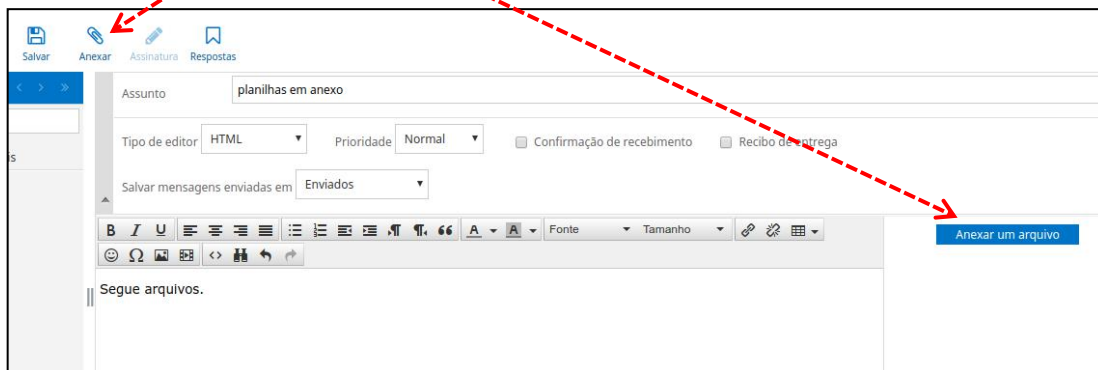 Salvar Anexar Assinatura Respostas
Assunto planilhas em anexo
Tipo de editor HTML Prioridade Normal Confirmação de recebimento Recibo de entrega
is
Salvar mensagens enviadas em Enviados
B I U A A Fonte Tamanho
Anexar um arquivo
Segue arquivos.